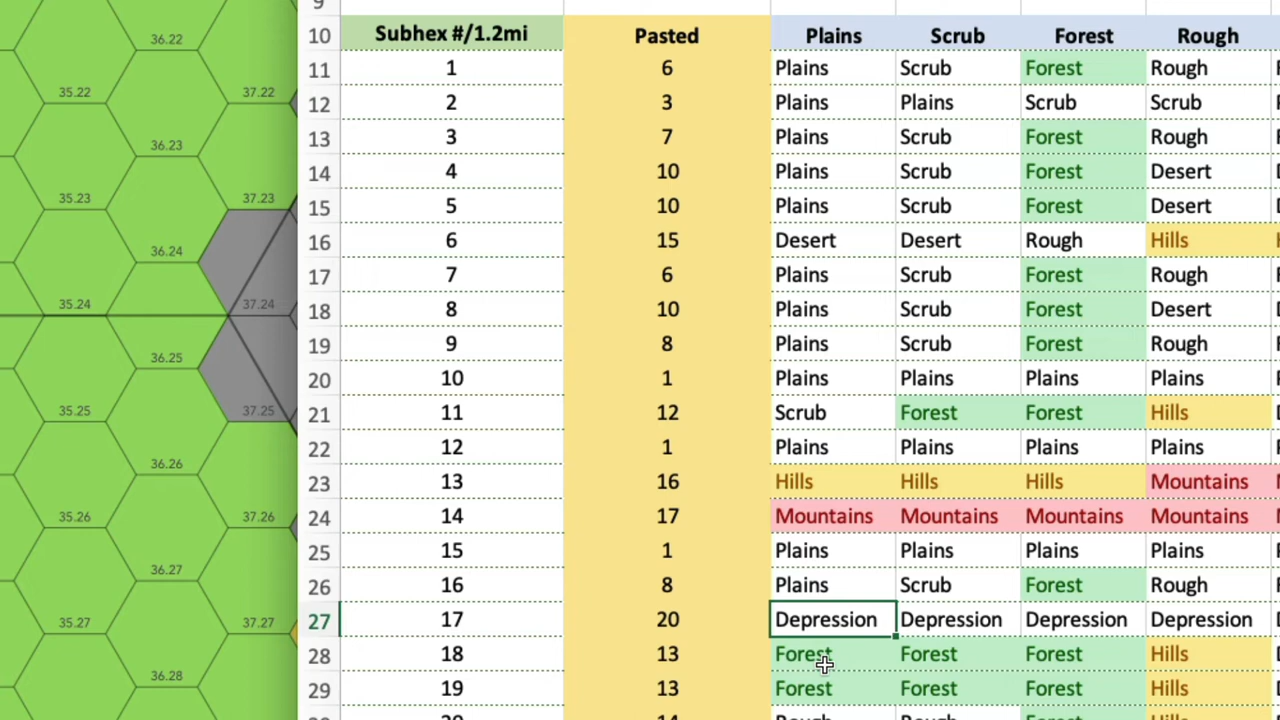 36.22
35.22 37.22
36.23
35.23 37.23
36.24
35.24 37.24
36.25
35.25 37.25
36.26
35.26 37.26
36.27
35.27 37.27
36.28
10 Subhex #/1.2mi Pasted Plains Scrub Forest Rough
11 1 6 Plains Scrub Forest Rough
12 2 3 Plains Plains Scrub Scrub
13 3 7 Plains Scrub Forest Rough
14 4 10 Plains Scrub Forest Desert
15 5 10 Plains Scrub Forest Desert
16 6 15 Desert Desert Rough Hills
17 7 6 Plains Scrub Forest Rough
18 8 10 Plains Scrub Forest Desert
19 9 8 Plains Scrub Forest Rough
20 10 1 Plains Plains Plains Plains
21 11 12 Scrub Forest Forest Hills
22 12 1 Plains Plains Plains Plains
23 13 16 Hills Hills Hills Mountains
24 14 17 Mountains Mountains Mountains Mountains
25 15 1 Plains Plains Plains Plains
26 16 8 Plains Scrub Forest Rough
27 17 20 Depression Depression Depression Depression
28 18 13 Forest Forest Forest Hills
29 19 13 Forest Forest Forest Hills